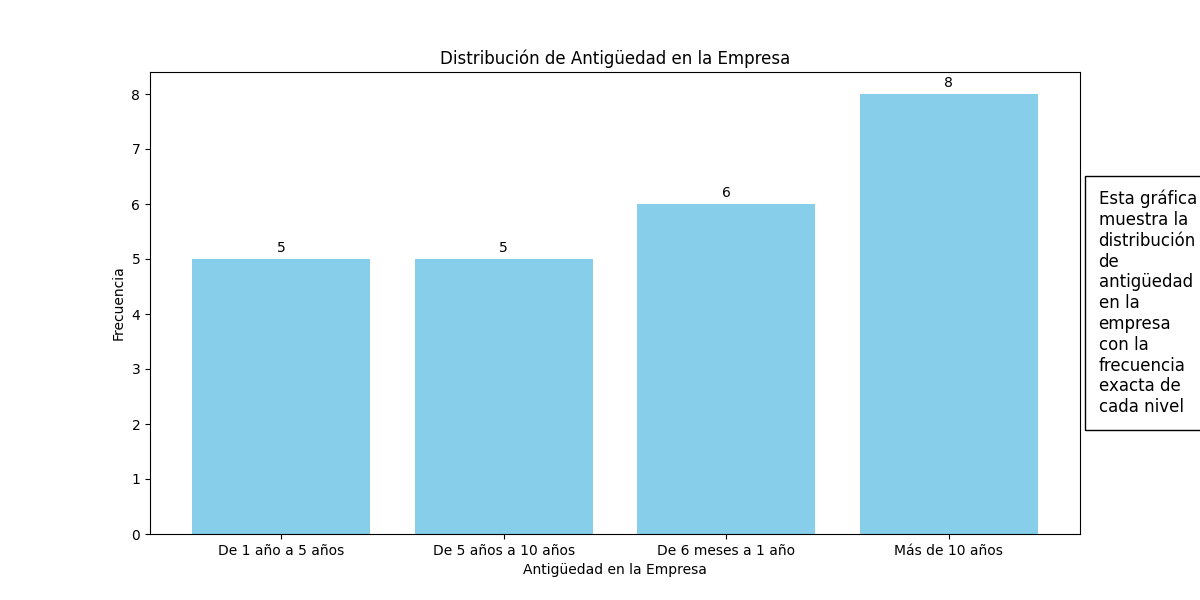 Distribución de Antigüedad en la Empresa
8
7
6
5
4
3
2
1
0
Frecuencia
5
5
6
8
De 1 año a 5 años
De 5 años a 10 años
De 6 meses a 1 año
Más de 10 años
Antigüedad en la Empresa
Esta gráfica
muestra la
distribución
de
antigüedad
en la
empresa
con la
frecuencia
exacta de
cada nivel